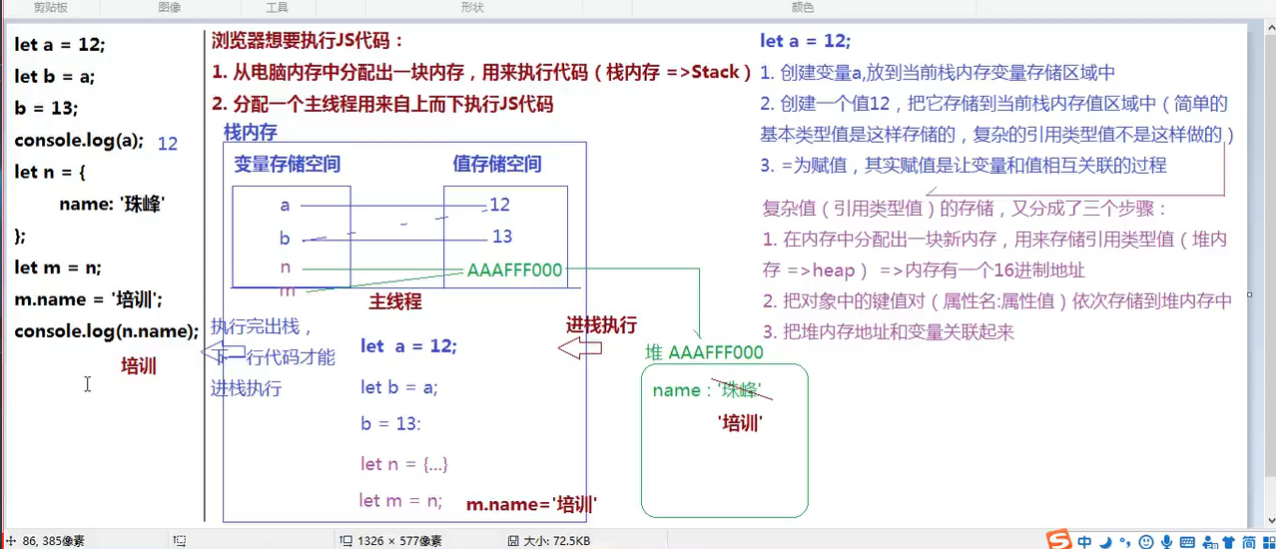 剪贴板
图像
工具
形状
颜色
let a = 12;
let b = a;
b = 13;
console.log(a); 12
let n = {
name: '珠峰'
};
let m = n;
m.name = '培训';
console.log(n.name);
培训
浏览器想要执行JS代码：
1. 从电脑内存中分配出一块内存，用来执行代码（栈内存 =>Stack）
2. 分配一个主线程用来自上而下执行JS代码
栈内存
变量存储空间
值存储空间
a
12
b
13
n
AAAFFF000
m
主线程
执行完出栈，
下一行代码才能
进栈执行
进栈执行
let a = 12;
let b = a;
b = 13:
let n = {...}
let m = n;
m.name='培训'
堆 AAAFFF000
name：'珠峰'
'培训'
let a = 12;
1. 创建变量a,放到当前栈内存变量存储区域中
2. 创建一个值12，把它存储到当前栈内存值区域中（简单的
基本类型值是这样存储的，复杂的引用类型值不是这样做的）
3. =为赋值，其实赋值是让变量和值相互关联的过程
复杂值（引用类型值）的存储，又分成了三个步骤：
1. 在内存中分配出一块新内存，用来存储引用类型值（堆内
存 =>heap） =>内存有一个16进制地址
2. 把对象中的键值对（属性名:属性值）依次存储到堆内存中
3. 把堆内存地址和变量关联起来
86, 385像素
1326 × 577像素
大小: 72.5KB
中
简